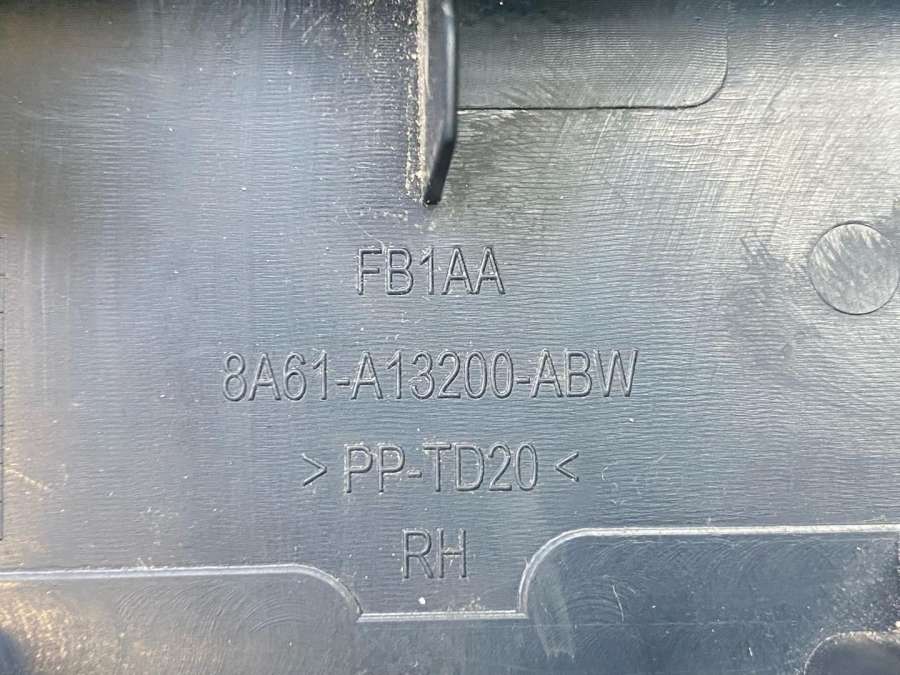 FB1AA
8A61-A13200-ABW
>PP-TD20<
RH